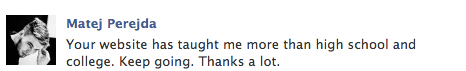 Matej Perejda
Your website has taught me more than high school and
college. Keep going. Thanks a lot.